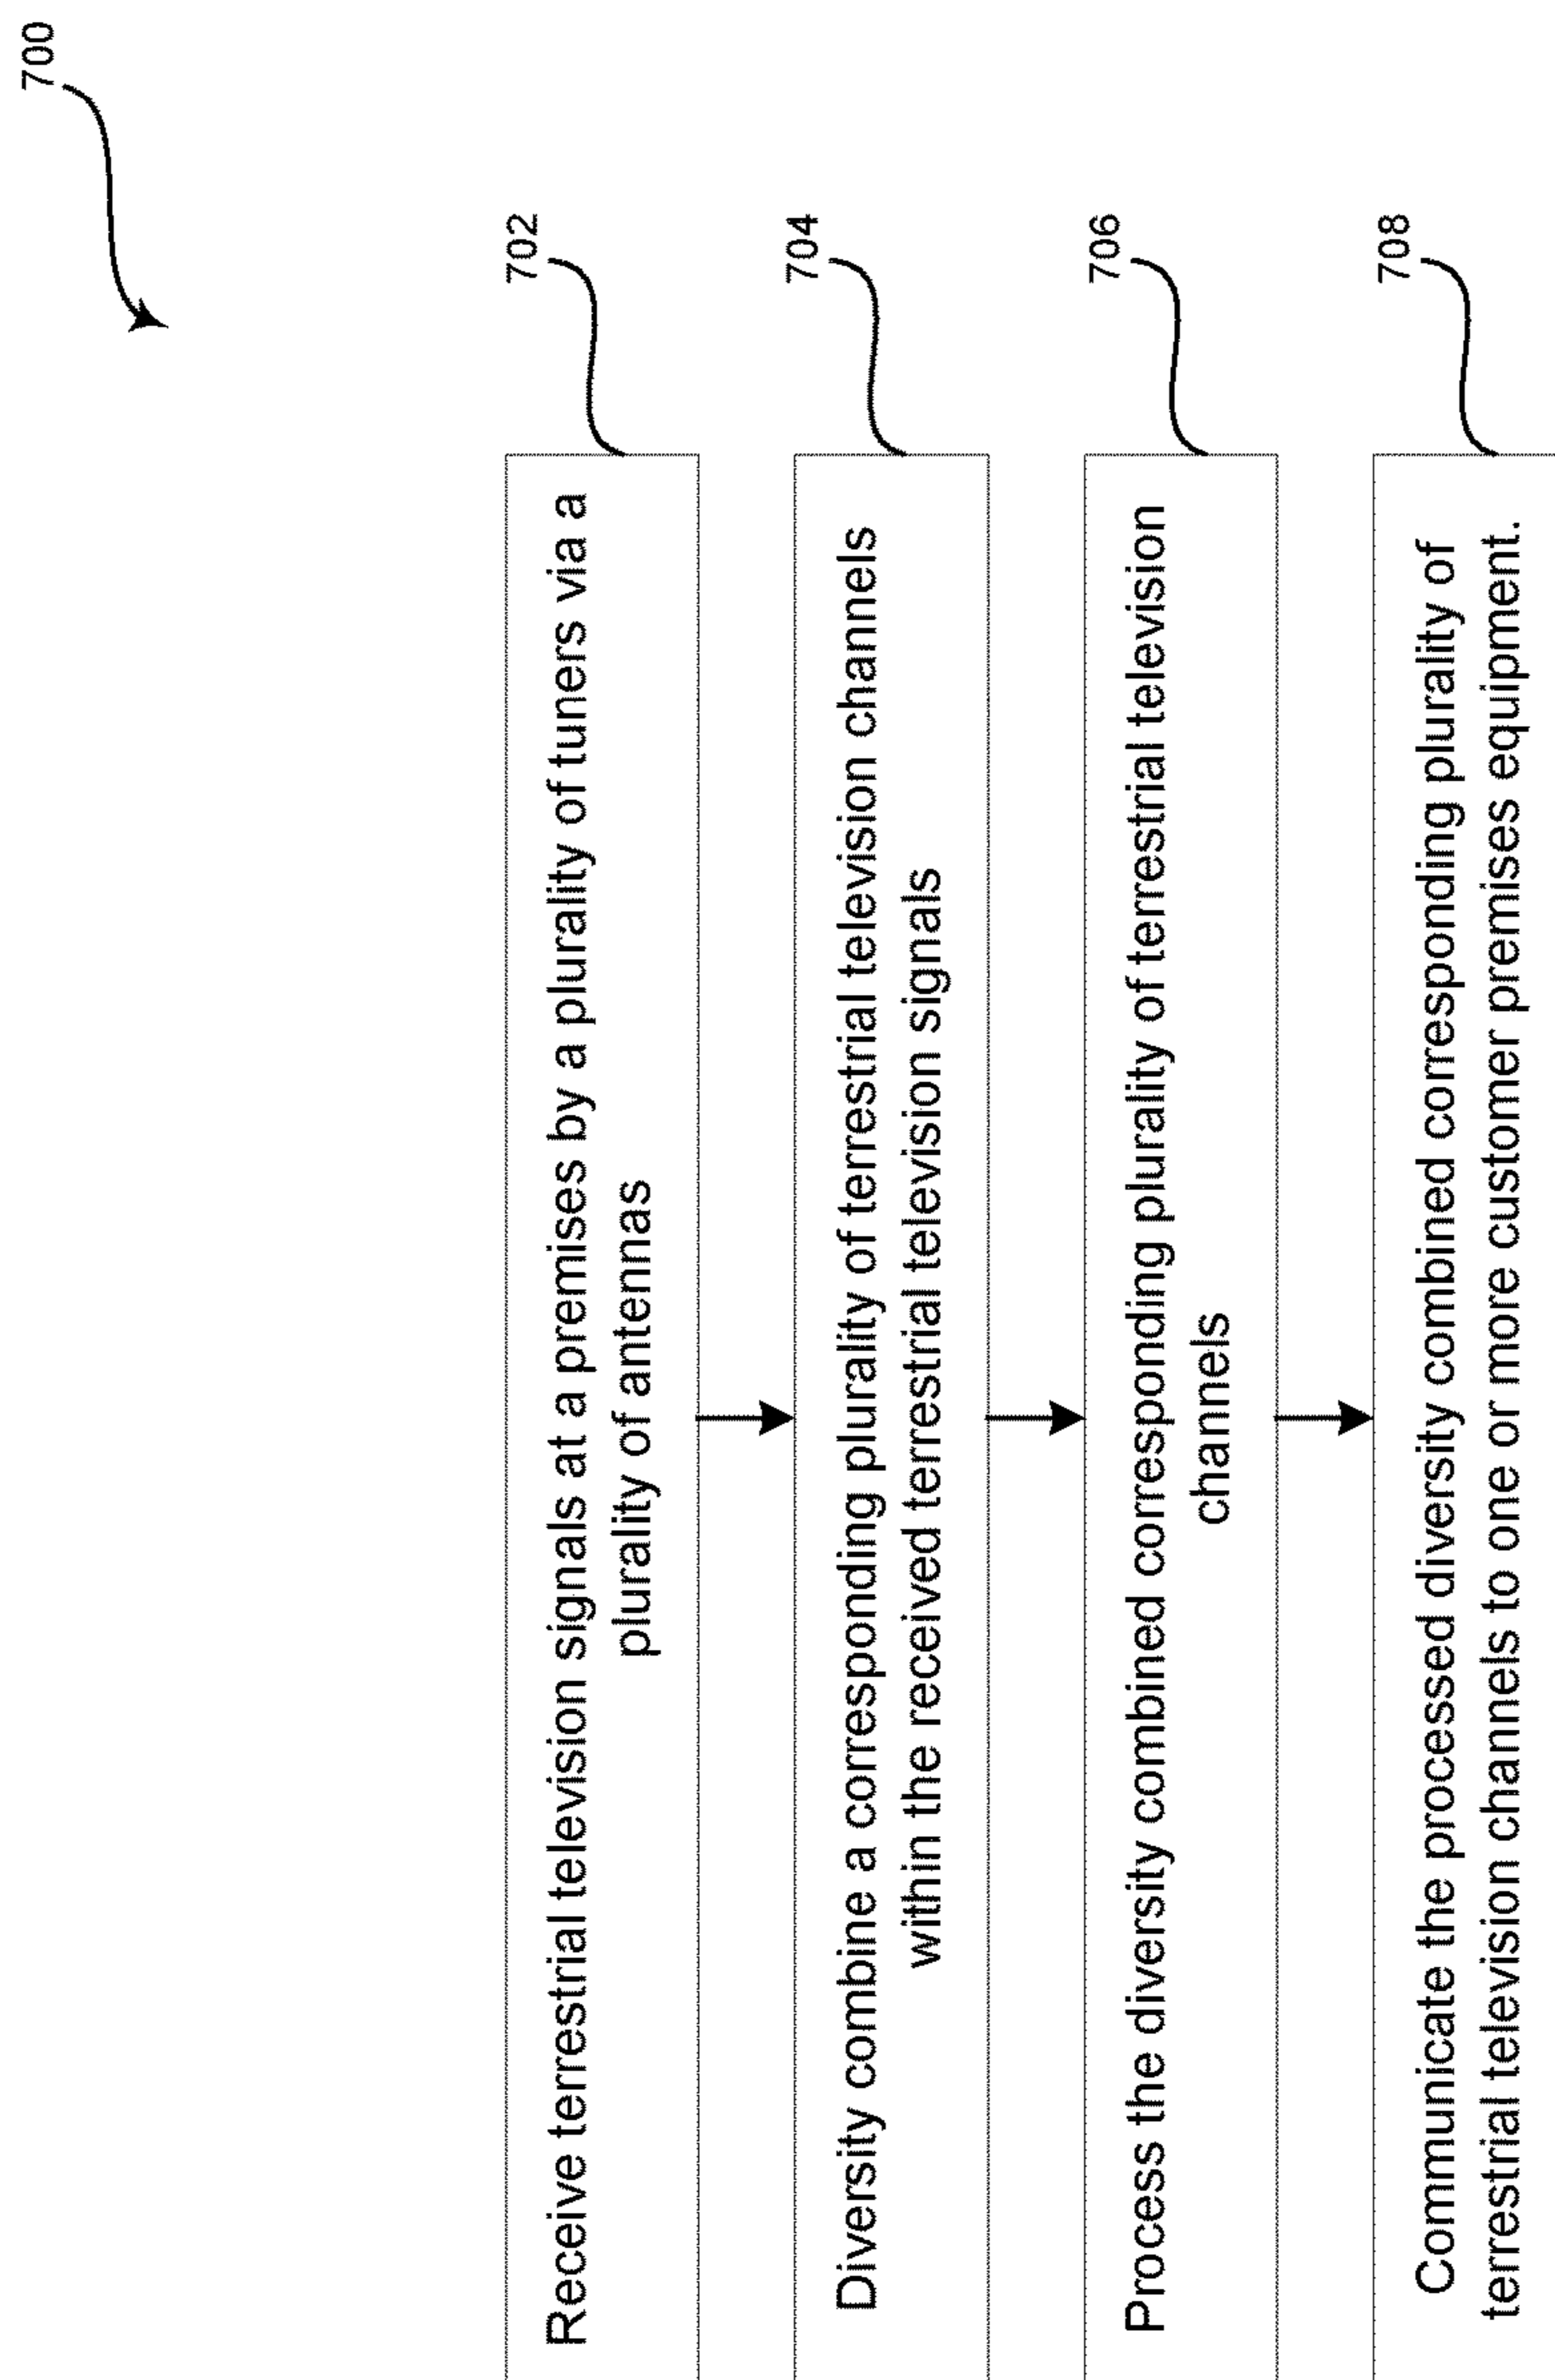 700
702
Receive terrestrial television signals at a premises by a plurality of tuners via a
plurality of antennas
704
Diversity combine a corresponding plurality of terrestrial television channels
within the received terrestrial television signals
706
Process the diversity combined corresponding plurality of terrestrial television
channels
708
Communicate the processed diversity combined corresponding plurality of
terrestrial television channels to one or more customer premises equipment.